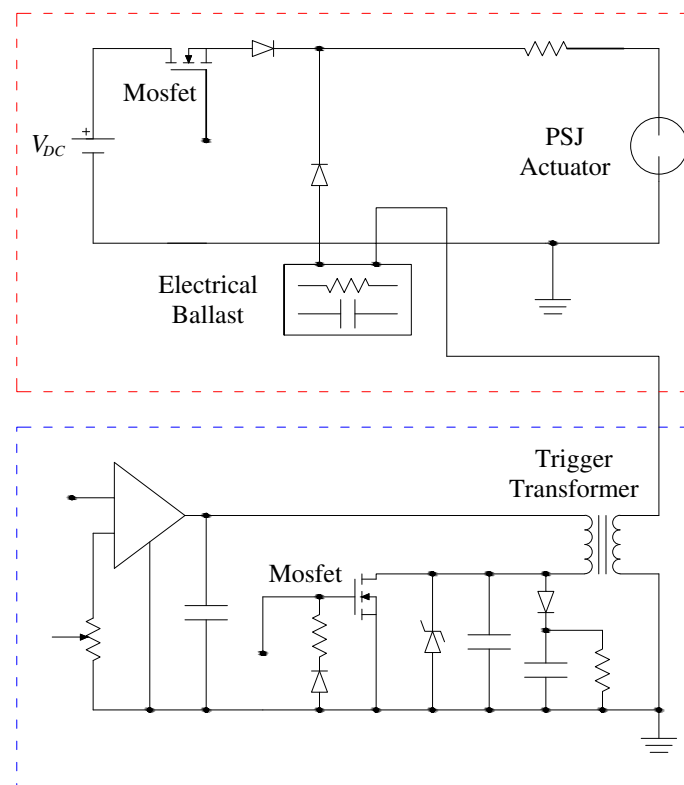 Mosfet
+
V_DC
PSJ
Actuator
Electrical
Ballast
Trigger
Transformer
Mosfet